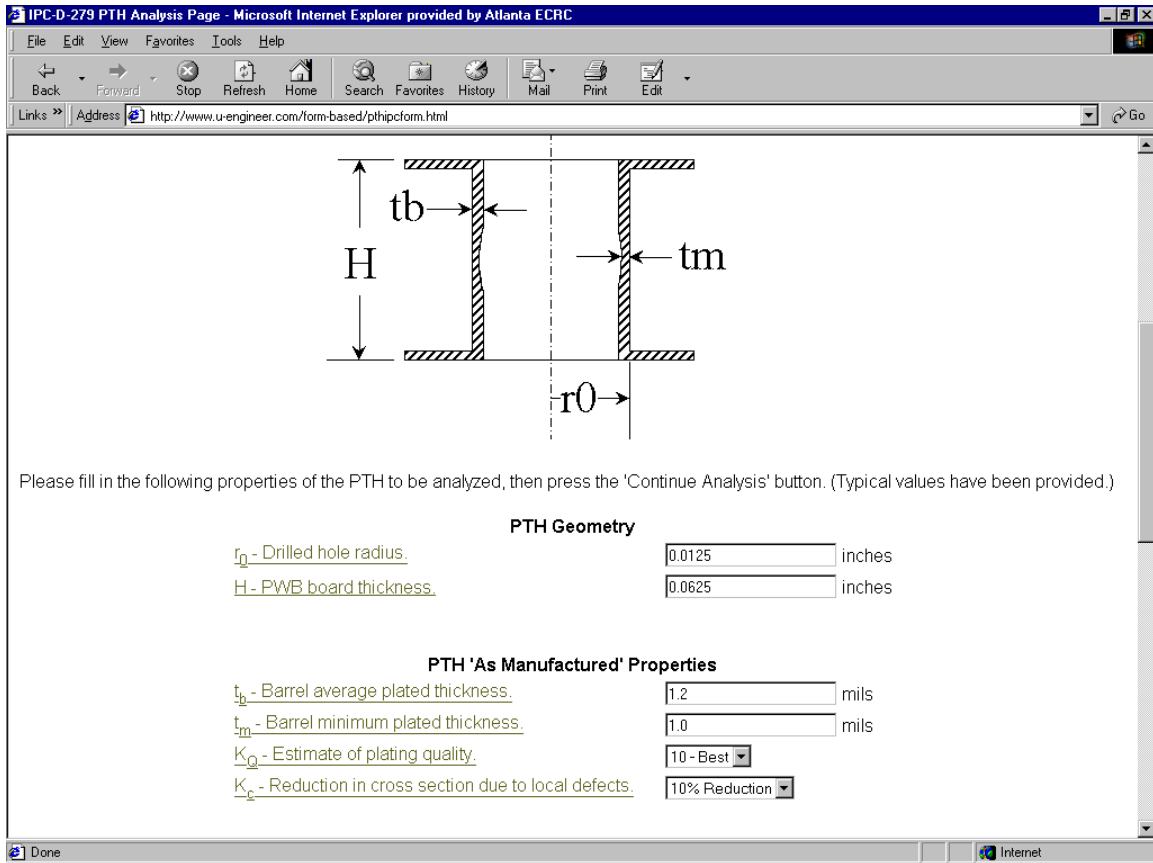 IPC-D-279 PTH Analysis Page - Microsoft Internet Explorer provided by Atlanta ECRC
File Edit View Favorites Tools Help
Back Forward Stop Refresh Home Search Favorites History Mail Print Edit
Links » Address http://www.u-engineer.com/form-based/pthipcform.html Go
tb
H
tm
r0
Please fill in the following properties of the PTH to be analyzed, then press the 'Continue Analysis' button. (Typical values have been provided.)
PTH Geometry
r0 - Drilled hole radius. 0.0125 inches
H - PWB board thickness. 0.0625 inches
PTH 'As Manufactured' Properties
tb - Barrel average plated thickness. 1.2 mils
tm - Barrel minimum plated thickness. 1.0 mils
KQ - Estimate of plating quality. 10 - Best
Kc - Reduction in cross section due to local defects. 10% Reduction
Done Internet